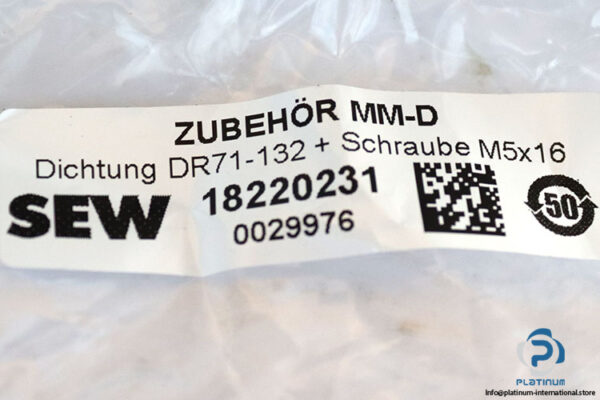 ZUBEHÖR MM-D
Dichtung DR71-132 + Schraube M5x16
SEW 18220231
0029976
50
PLATINUM
Info@platinum-international.store